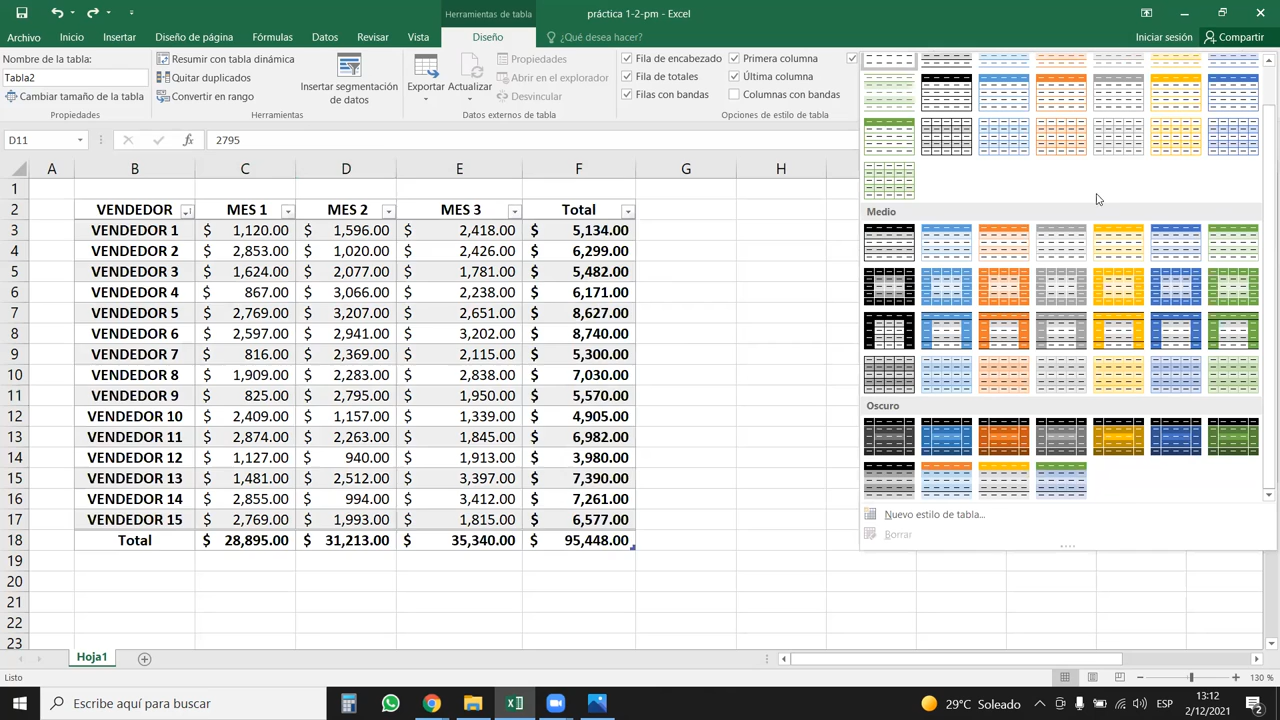 Herramientas de tabla
práctica 1-2-pm - Excel
Archivo Inicio Insertar Diseño de página Fórmulas Datos Revisar Vista Diseño ¿Qué desea hacer? Iniciar sesión Compartir
Nombre de la tabla:
Tabla2
Cambiar tamaño de la tabla
Propiedades
Quitar duplicados
Herramientas
Insertar segmentación
de datos
Exportar Actualizar
Datos externos de tabla
Fila de encabezado
Fila de totales
Filas con bandas
Última columna
Columnas con bandas
Opciones de estilo de tabla
D11 fx 2795
A B C D E F G H
1
2 VENDEDOR MES 1 MES 2 MES 3 Total
3 VENDEDOR 1 $ 1,120.00 $ 1,596.00 $ 2,418.00 $ 5,134.00
4 VENDEDOR 2 $ 2,853.00 $ 1,020.00 $ 2,426.00 $ 6,299.00
5 VENDEDOR 3 $ 1,624.00 $ 2,077.00 $ 1,781.00 $ 5,482.00
6 VENDEDOR 4 $ 867.00 $ 3,066.00 $ 2,238.00 $ 6,171.00
7 VENDEDOR 5 $ 2,769.00 $ 3,207.00 $ 2,651.00 $ 8,627.00
8 VENDEDOR 6 $ 2,597.00 $ 2,941.00 $ 3,202.00 $ 8,740.00
9 VENDEDOR 7 $ 816.00 $ 2,369.00 $ 2,115.00 $ 5,300.00
10 VENDEDOR 8 $ 1,909.00 $ 2,283.00 $ 2,838.00 $ 7,030.00
11 VENDEDOR 9 $ 825.00 $ 2,795.00 $ 1,950.00 $ 5,570.00
12 VENDEDOR 10 $ 2,409.00 $ 1,157.00 $ 1,339.00 $ 4,905.00
13 VENDEDOR 11 $ 2,874.00 $ 2,263.00 $ 1,845.00 $ 6,982.00
14 VENDEDOR 12 $ 1,127.00 $ 940.00 $ 1,913.00 $ 3,980.00
15 VENDEDOR 13 $ 1,481.00 $ 2,512.00 $ 3,397.00 $ 7,390.00
16 VENDEDOR 14 $ 2,855.00 $ 994.00 $ 3,412.00 $ 7,261.00
17 VENDEDOR 15 $ 2,769.00 $ 1,993.00 $ 1,815.00 $ 6,577.00
18 Total $ 28,895.00 $ 31,213.00 $ 35,340.00 $ 95,448.00
19
20
21
22
23
Medio
Oscuro
Nuevo estilo de tabla...
Borrar
Hoja1
Listo
130 %
Escribe aquí para buscar
29°C Soleado
ESP
13:12
2/12/2021
2